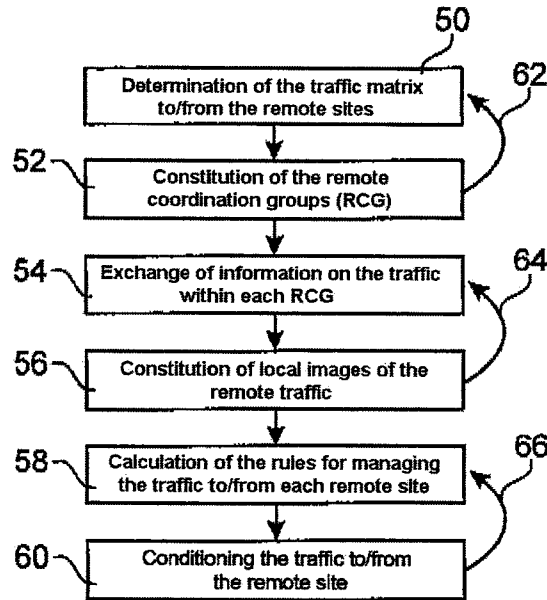 50
Determination of the traffic matrix
to/from the remote sites
62
52
Constitution of the remote
coordination groups (RCG)
54
Exchange of information on the traffic
within each RCG
64
56
Constitution of local images of the
remote traffic
58
Calculation of the rules for managing
the traffic to/from each remote site
66
60
Conditioning the traffic to/from
the remote site